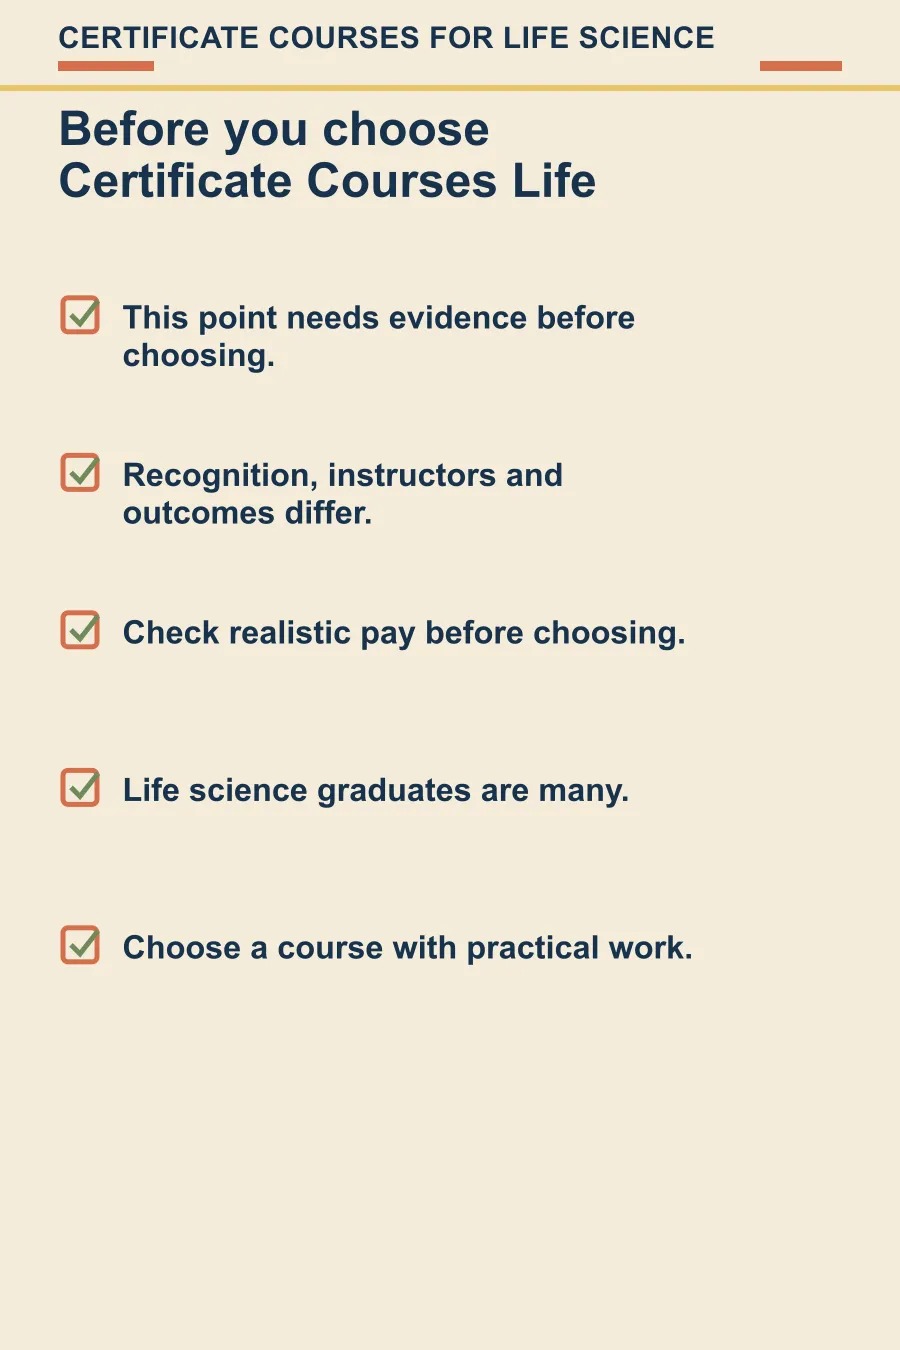 CERTIFICATE COURSES FOR LIFE SCIENCE
Before you choose
Certificate Courses Life
This point needs evidence before
choosing.
Recognition, instructors and
outcomes differ.
Check realistic pay before choosing.
Life science graduates are many.
Choose a course with practical work.